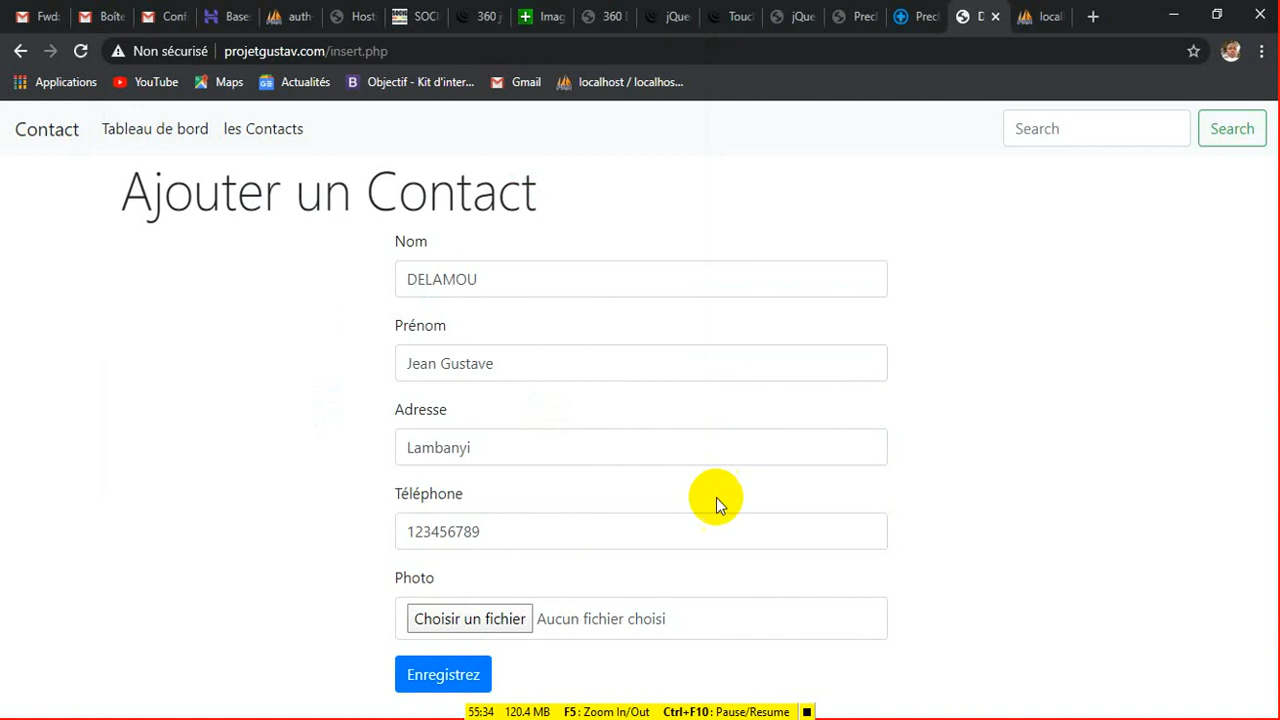 Fwd: Boîte Conf Base auth- Host SOCI 360 j Imag 360 jQue Touc jQue Prec Prec D local
Non sécurisé projetgustav.com/insert.php
Applications YouTube Maps Actualités Objectif - Kit d'inter... Gmail localhost / localhos...
Contact Tableau de bord les Contacts Search Search
Ajouter un Contact
Nom
DELAMOU
Prénom
Jean Gustave
Adresse
Lambanyi
Téléphone
123456789
Photo
Choisir un fichier Aucun fichier choisi
Enregistrez
55:34 120.4 MB F5: Zoom In/Out Ctrl+F10: Pause/Resume